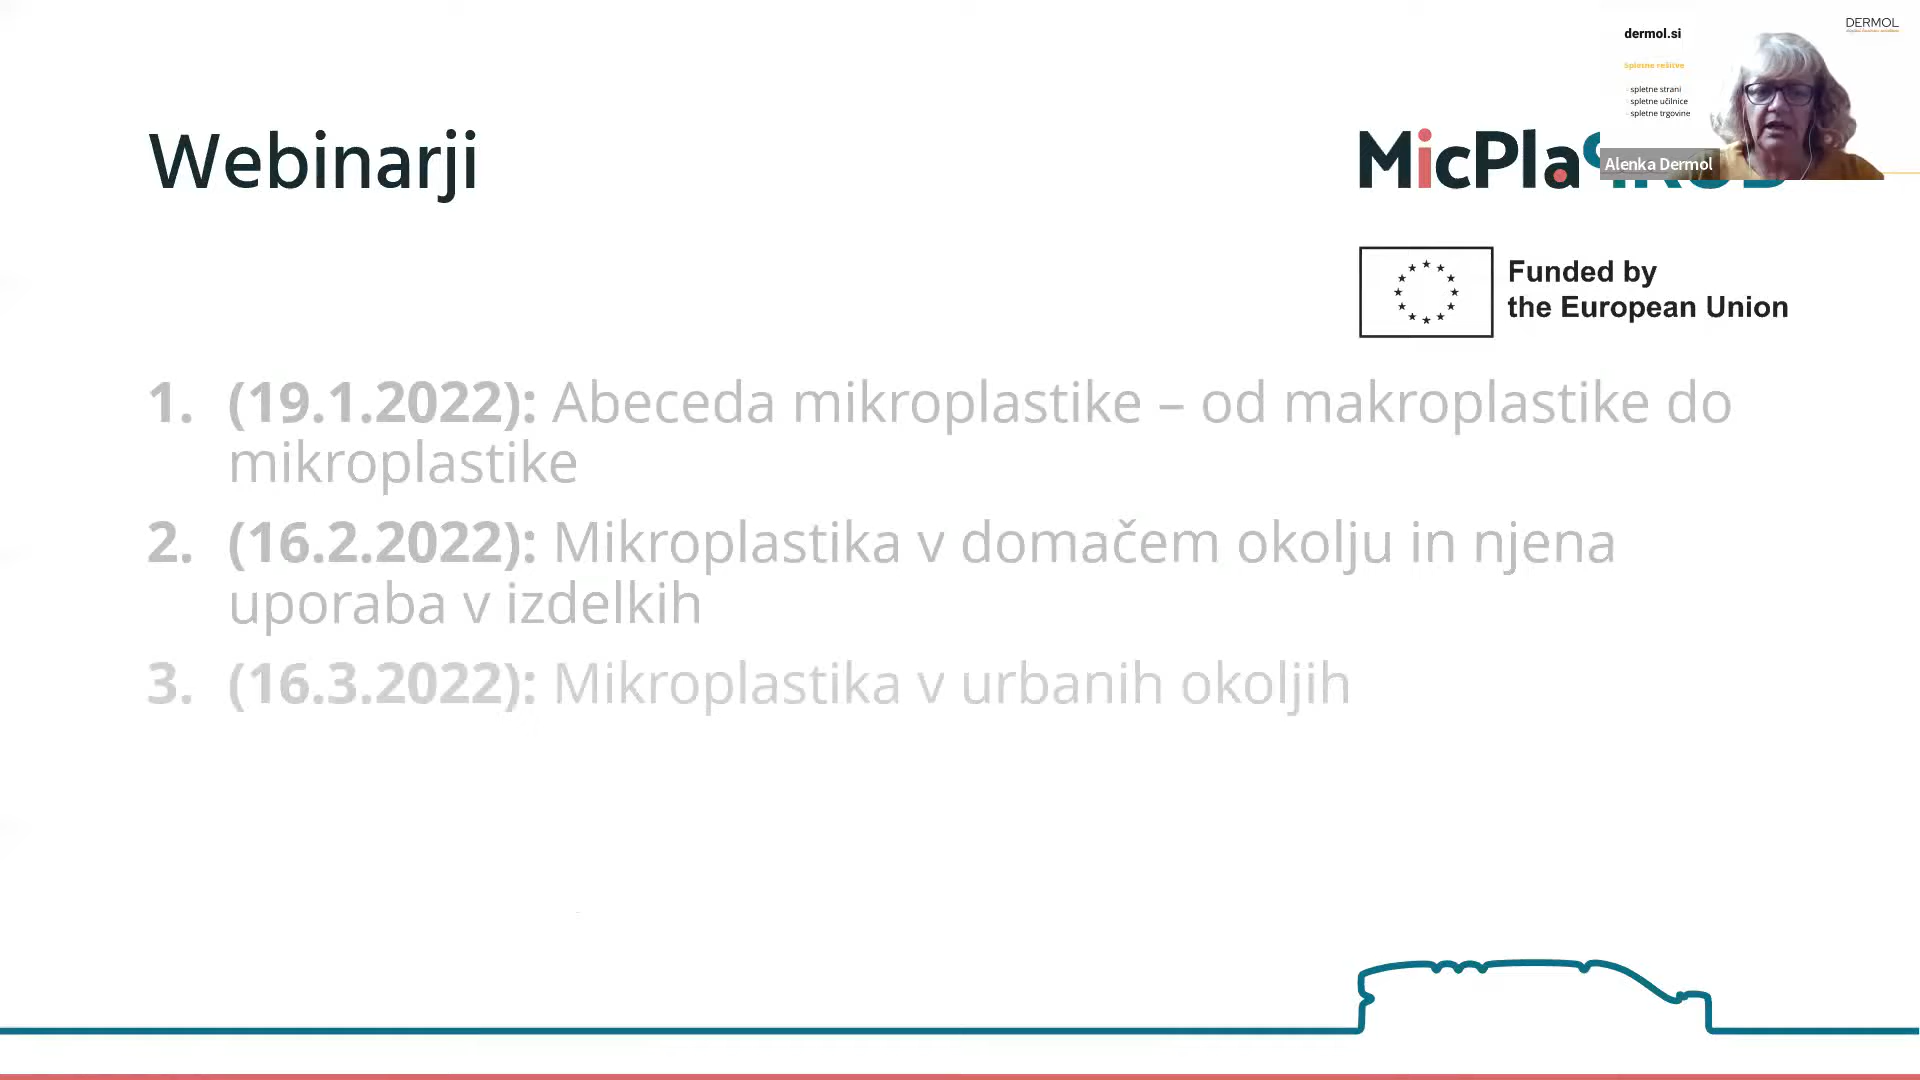 dermol.si
DERMOL
Spletne rešitve
spletne strani
spletne učilnice
spletne trgovine
Alenka Dermol
Webinarji
Funded by
the European Union
1. (19.1.2022): Abeceda mikroplastike – od makroplastike do
mikroplastike
2. (16.2.2022): Mikroplastika v domačem okolju in njena
uporaba v izdelkih
3. (16.3.2022): Mikroplastika v urbanih okoljih